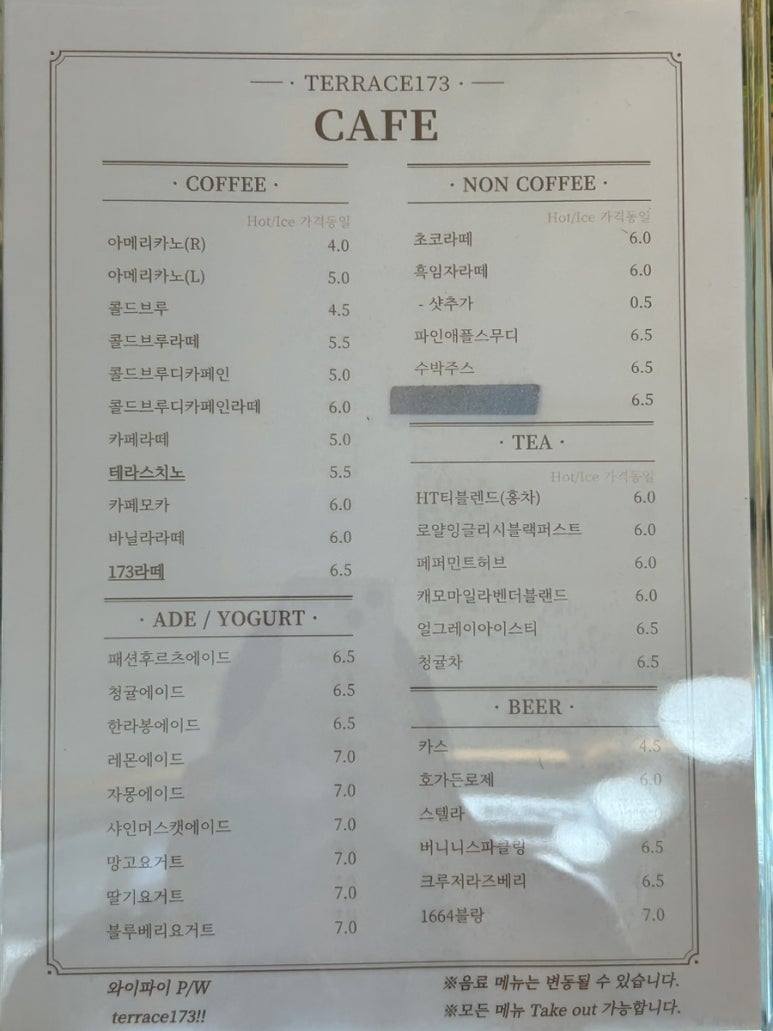 TERRACE173
CAFE
· COFFEE ·
Hot/Ice 가격동일
아메리카노(R) 4.0
아메리카노(L) 5.0
콜드브루 4.5
콜드브루라떼 5.5
콜드브루디카페인 5.0
콜드브루디카페인라떼 6.0
카페라떼 5.0
테라스치노 5.5
카페모카 6.0
바닐라라떼 6.0
173라떼 6.5
· ADE / YOGURT ·
패션후르츠에이드 6.5
청귤에이드 6.5
한라봉에이드 6.5
레몬에이드 7.0
자몽에이드 7.0
샤인머스캣에이드 7.0
망고요거트 7.0
딸기요거트 7.0
블루베리요거트 7.0
· NON COFFEE ·
Hot/Ice 가격동일
초코라떼 6.0
흑임자라떼 6.0
- 샷추가 0.5
파인애플스무디 6.5
수박주스 6.5
6.5
· TEA ·
Hot/Ice 가격동일
HT티블렌드(홍차) 6.0
로얄잉글리시블랙퍼스트 6.0
페퍼민트허브 6.0
캐모마일라벤더블랜드 6.0
얼그레이아이스티 6.5
청귤차 6.5
· BEER ·
카스 4.5
호가든로제 6.0
스텔라
버니니스파클링 6.5
크루저라즈베리 6.5
1664블랑 7.0
와이파이 P/W
terrace173!!
※음료 메뉴는 변동될 수 있습니다.
※모든 메뉴 Take out 가능합니다.